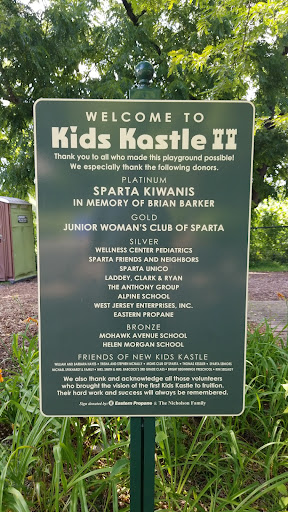 WELCOME TO
Kids Kastle II
Thank you to all who made this playground possible!
We especially thank the following donors.
PLATINUM
SPARTA KIWANIS
IN MEMORY OF BRIAN BARKER
GOLD
JUNIOR WOMAN'S CLUB OF SPARTA
SILVER
WELLNESS CENTER PEDIATRICS
SPARTA FRIENDS AND NEIGHBORS
SPARTA UNICO
LADDEY, CLARK & RYAN
THE ANTHONY GROUP
ALPINE SCHOOL
WEST JERSEY ENTERPRISES, INC.
EASTERN PROPANE
BRONZE
MOHAWK AVENUE SCHOOL
HELEN MORGAN SCHOOL
FRIENDS OF NEW KIDS KASTLE
We also thank and acknowledge all those volunteers
who brought the vision of the first Kids Kastle to fruition.
Their hard work and success will always be remembered.
Sign donated by Eastern Propane & The Nicholson Family